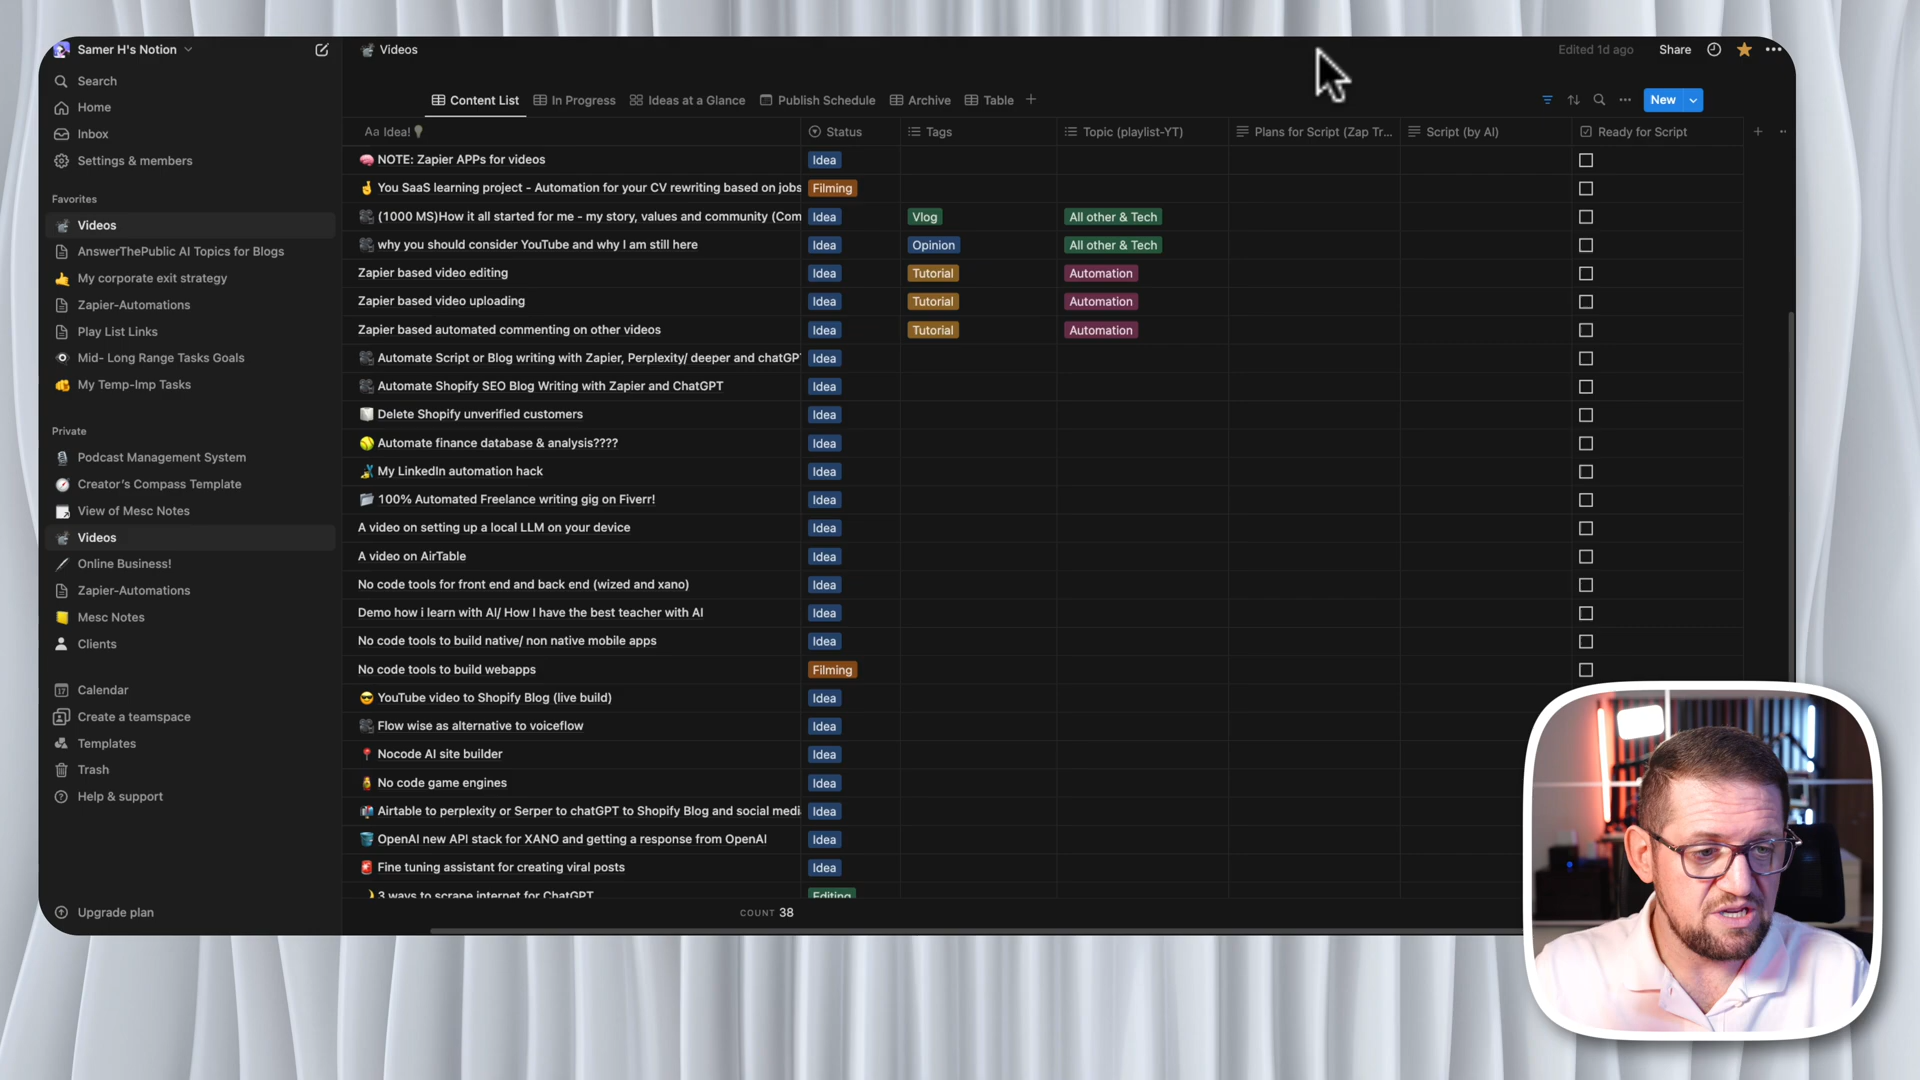 Samer H's Notion
Search
Home
Inbox
Settings & members
Favorites
Videos
AnswerThePublic AI Topics for Blogs
My corporate exit strategy
Zapier-Automations
Play List Links
Mid- Long Range Tasks Goals
My Temp-Imp Tasks
Private
Podcast Management System
Creator's Compass Template
View of Mesc Notes
Videos
Online Business!
Zapier-Automations
Mesc Notes
Clients
Calendar
Create a teamspace
Templates
Trash
Help & support
Upgrade plan
Videos
Edited 1d ago Share
Content List In Progress Ideas at a Glance Publish Schedule Archive Table New
Aa Idea! Status Tags Topic (playlist-YT) Plans for Script (Zap Tr... Script (by AI) Ready for Script
NOTE: Zapier APPs for videos Idea
You SaaS learning project - Automation for your CV rewriting based on jobs Filming
(1000 MS)How it all started for me - my story, values and community (Com Idea Vlog All other & Tech
why you should consider YouTube and why I am still here Idea Opinion All other & Tech
Zapier based video editing Idea Tutorial Automation
Zapier based video uploading Idea Tutorial Automation
Zapier based automated commenting on other videos Idea Tutorial Automation
Automate Script or Blog writing with Zapier, Perplexity/ deeper and chatGP Idea
Automate Shopify SEO Blog Writing with Zapier and ChatGPT Idea
Delete Shopify unverified customers Idea
Automate finance database & analysis???? Idea
My LinkedIn automation hack Idea
100% Automated Freelance writing gig on Fiverr! Idea
A video on setting up a local LLM on your device Idea
A video on AirTable Idea
No code tools for front end and back end (wized and xano) Idea
Demo how i learn with AI/ How I have the best teacher with AI Idea
No code tools to build native/ non native mobile apps Idea
No code tools to build webapps Filming
YouTube video to Shopify Blog (live build) Idea
Flow wise as alternative to voiceflow Idea
Nocode AI site builder Idea
No code game engines Idea
Airtable to perplexity or Serper to chatGPT to Shopify Blog and social media Idea
OpenAI new API stack for XANO and getting a response from OpenAI Idea
Fine tuning assistant for creating viral posts Idea
3 ways to scrape internet for ChatGPT Editing
COUNT 38